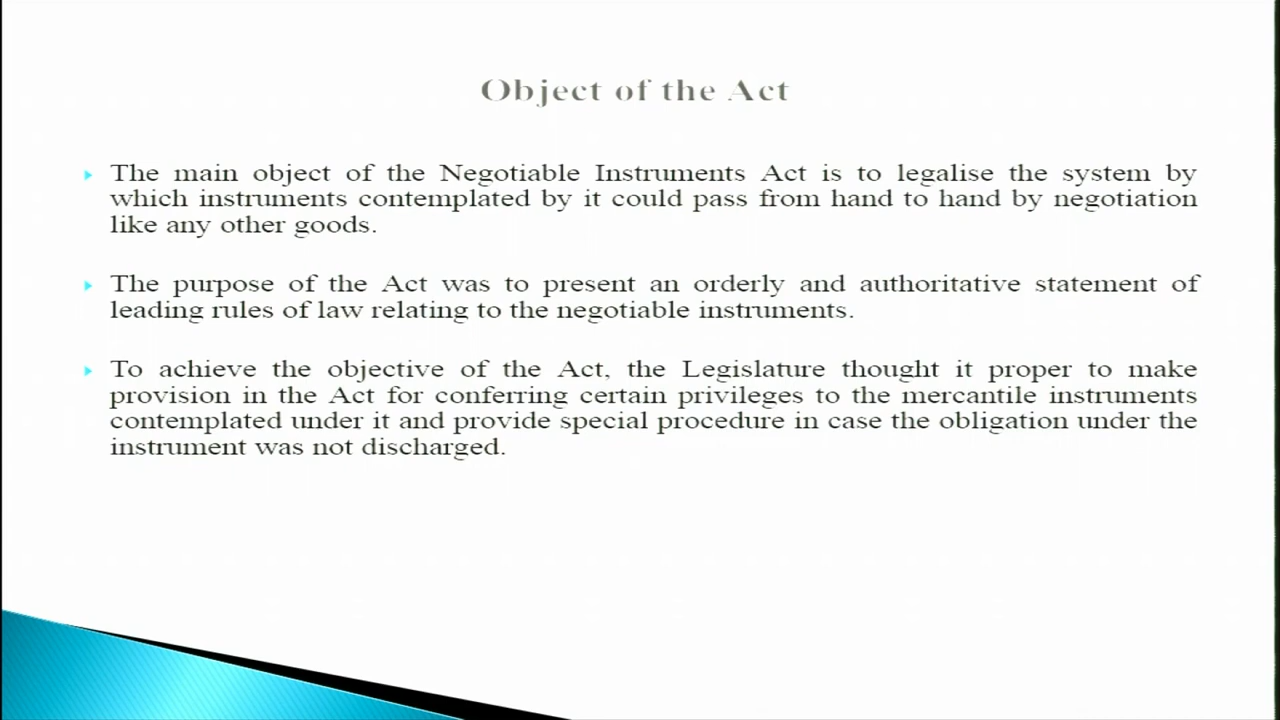 Object of the Act
The main object of the Negotiable Instruments Act is to legalise the system by
which instruments contemplated by it could pass from hand to hand by negotiation
like any other goods.
The purpose of the Act was to present an orderly and authoritative statement of
leading rules of law relating to the negotiable instruments.
To achieve the objective of the Act, the Legislature thought it proper to make
provision in the Act for conferring certain privileges to the mercantile instruments
contemplated under it and provide special procedure in case the obligation under the
instrument was not discharged.